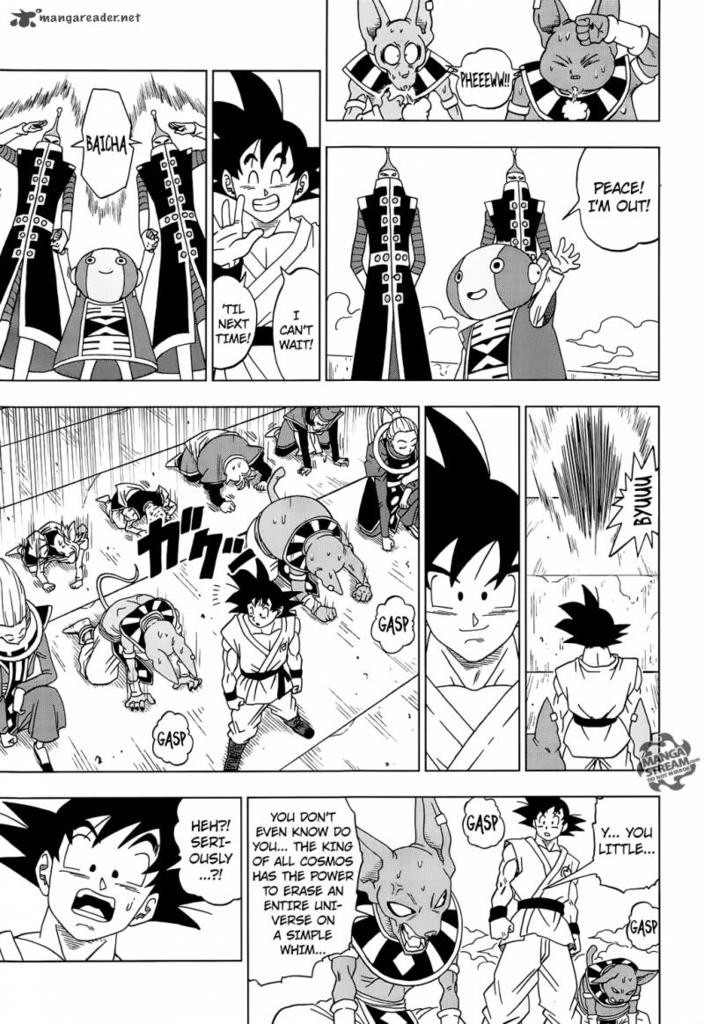 mangareader.net
PHEEEWW!!
PEACE!
I'M OUT!
I
CAN'T
WAIT!
'TIL
NEXT
TIME!
BAICHA
BYUUU
ガクッ
GASP
GASP
Y... YOU
LITTLE...
GASP
GASP
GASP
YOU DON'T
EVEN KNOW DO
YOU... THE KING
OF ALL COSMOS
HAS THE POWER
TO ERASE AN
ENTIRE UNI-
VERSE ON
A SIMPLE
WHIM...
HEH?!
SERI-
OUSLY
...?!
MANGA
STREAM